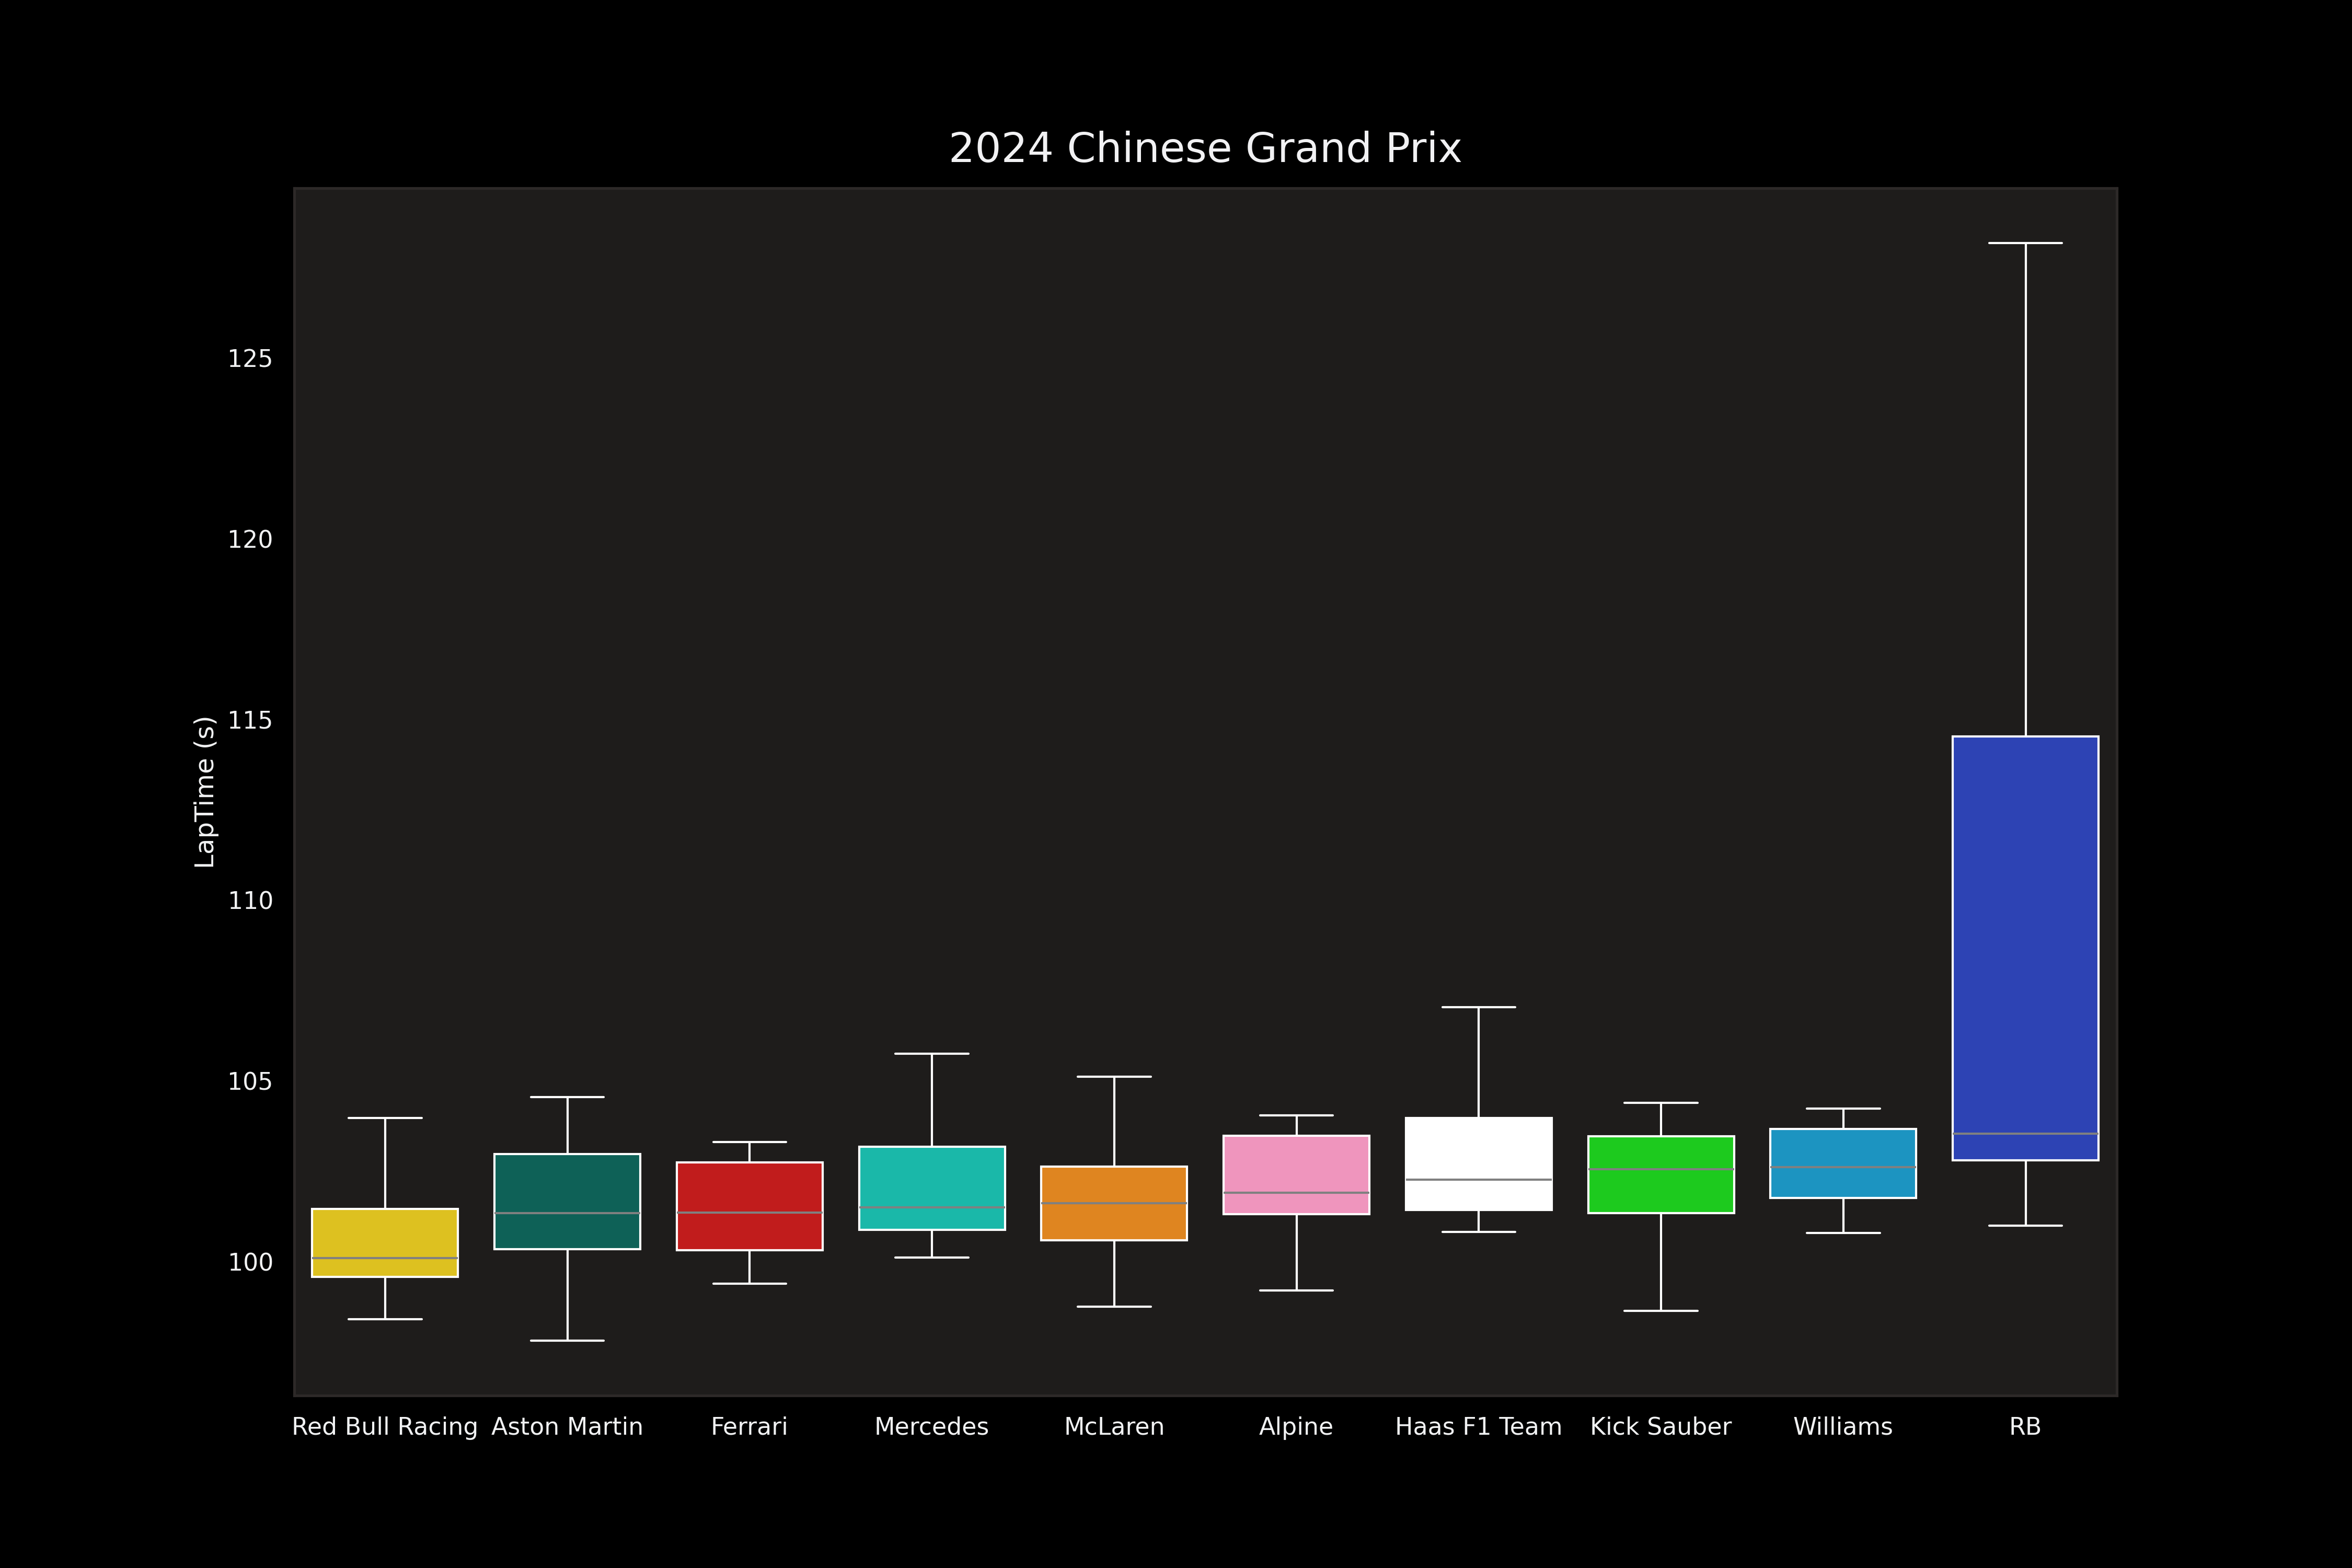 2024 Chinese Grand Prix
LapTime (s)
125
120
115
110
105
100
Red Bull Racing Aston Martin Ferrari Mercedes McLaren Alpine Haas F1 Team Kick Sauber Williams RB